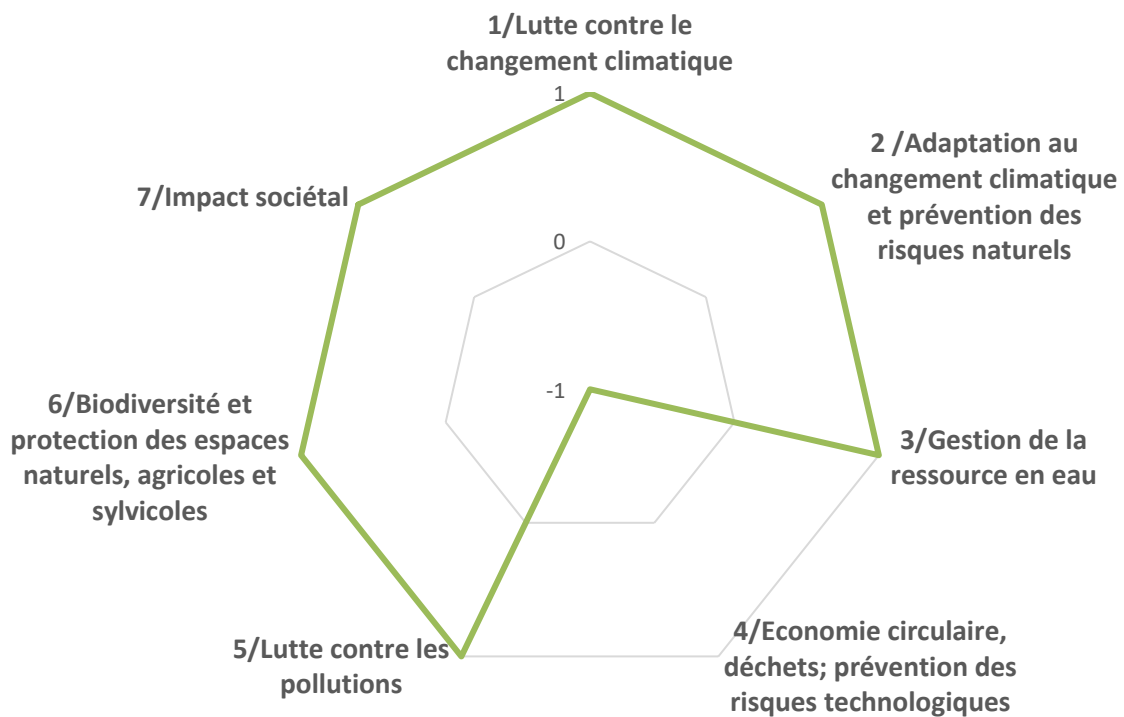 1/Lutte contre le
changement climatique
1
2 /Adaptation au
changement climatique
et prévention des
risques naturels
7/Impact sociétal
0
-1
6/Biodiversité et
protection des espaces
naturels, agricoles et
sylvicoles
3/Gestion de la
ressource en eau
5/Lutte contre les
pollutions
4/Economie circulaire,
déchets; prévention des
risques technologiques